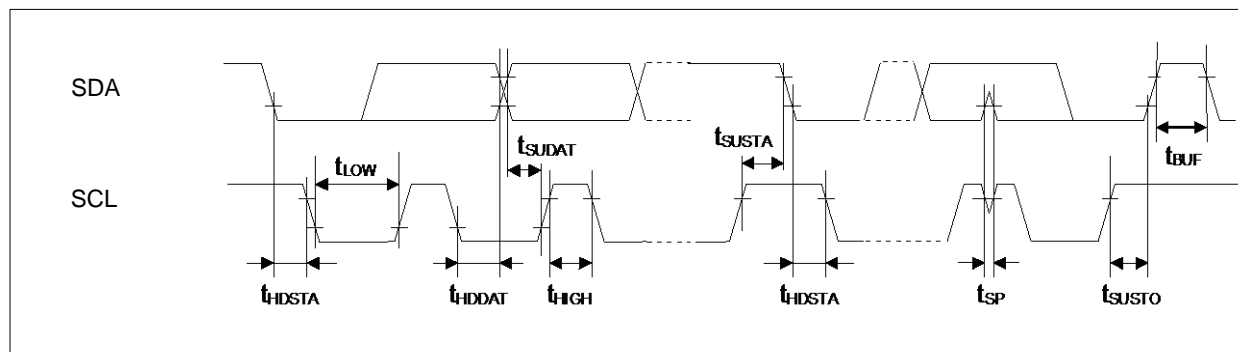 SDA
tSUDAT
tSUSTA
tBUF
tLOW
SCL
tHDSTA
tHDDAT
tHIGH
tHDSTA
tSP
tSUSTO